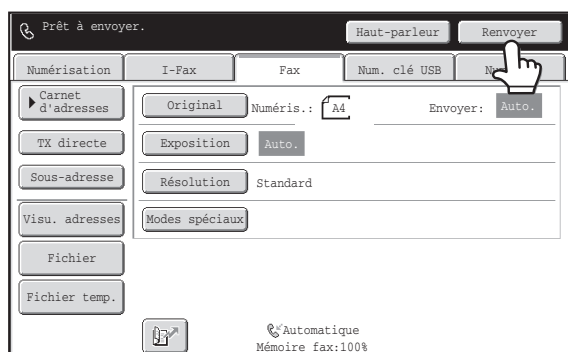 Prêt à envoyer.
Haut-parleur
Renvoyer
Numérisation
I-Fax
Fax
Num. clé USB
Carnet
d'adresses
Original
Numéris.:
A4
Envoyer:
Auto.
TX directe
Exposition
Auto.
Sous-adresse
Résolution
Standard
Visu. adresses
Modes spéciaux
Fichier
Fichier temp.
Automatique
Mémoire fax:100%